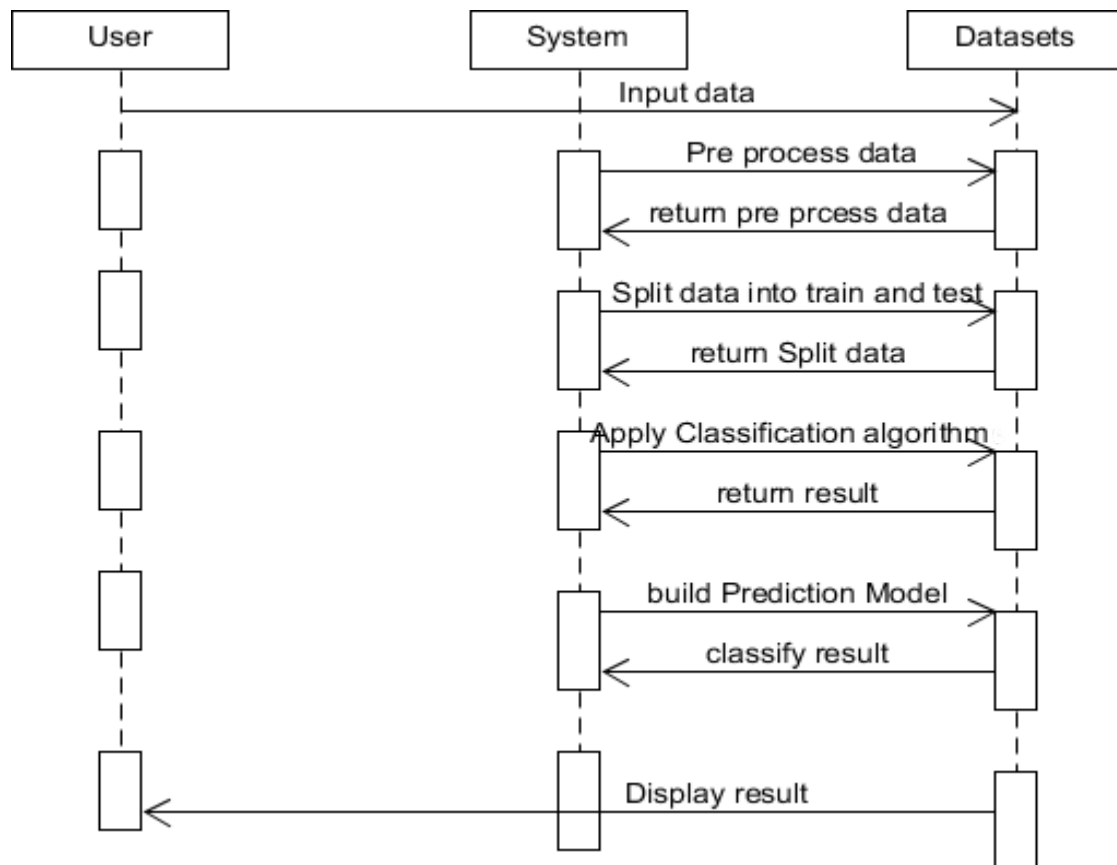 User
System
Datasets
Input data
Pre process data
return pre prcess data
Split data into train and test
return Split data
Apply Classification algorithm
return result
build Prediction Model
classify result
Display result